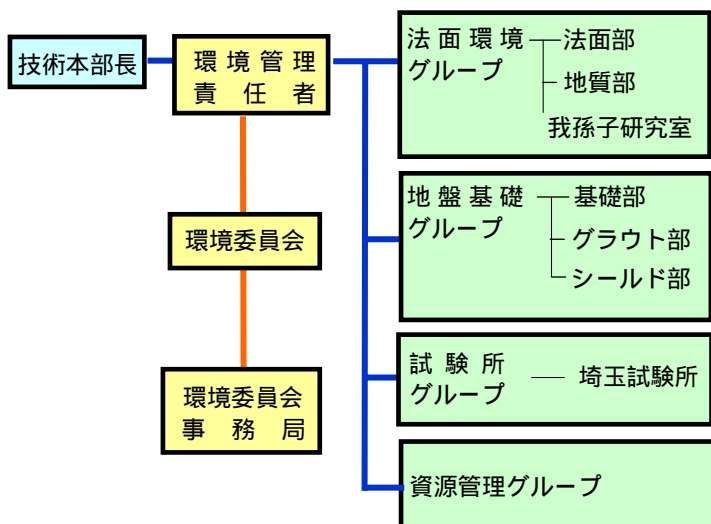 技術本部長
環境管理
責任者
環境委員会
環境委員会
事務局
法面環境
グループ
法面部
地質部
我孫子研究室
地盤基礎
グループ
基礎部
グラウト部
シールド部
試験所
グループ
埼玉試験所
資源管理グループ